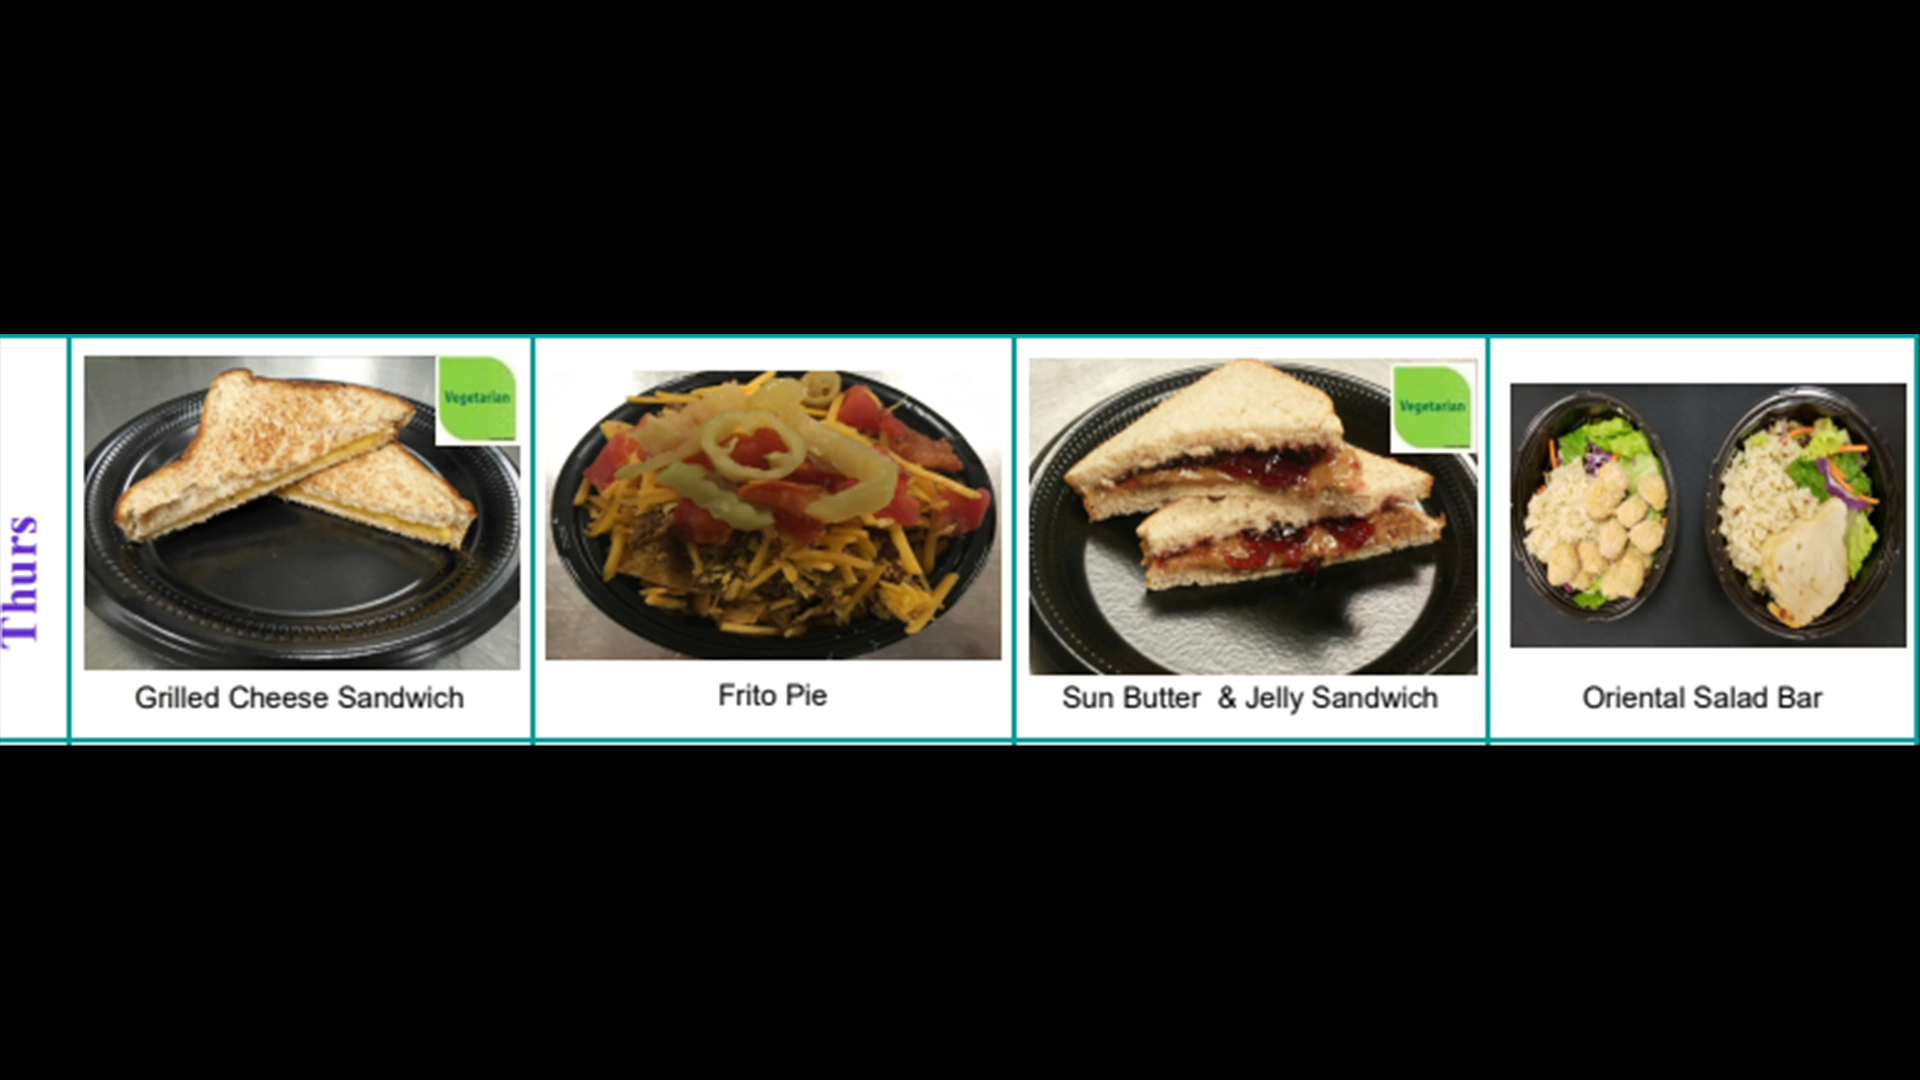 Thurs
Vegetarian
Grilled Cheese Sandwich
Frito Pie
Vegetarian
Sun Butter & Jelly Sandwich
Oriental Salad Bar